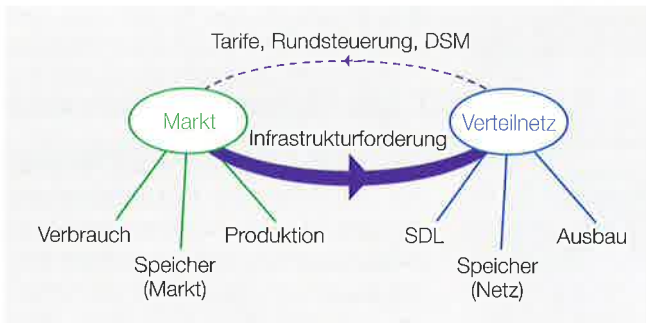 Tarife, Rundsteuerung, DSM
Markt
Verteilnetz
Infrastrukturforderung
Verbrauch
Produktion
SDL
Ausbau
Speicher
(Markt)
Speicher
(Netz)